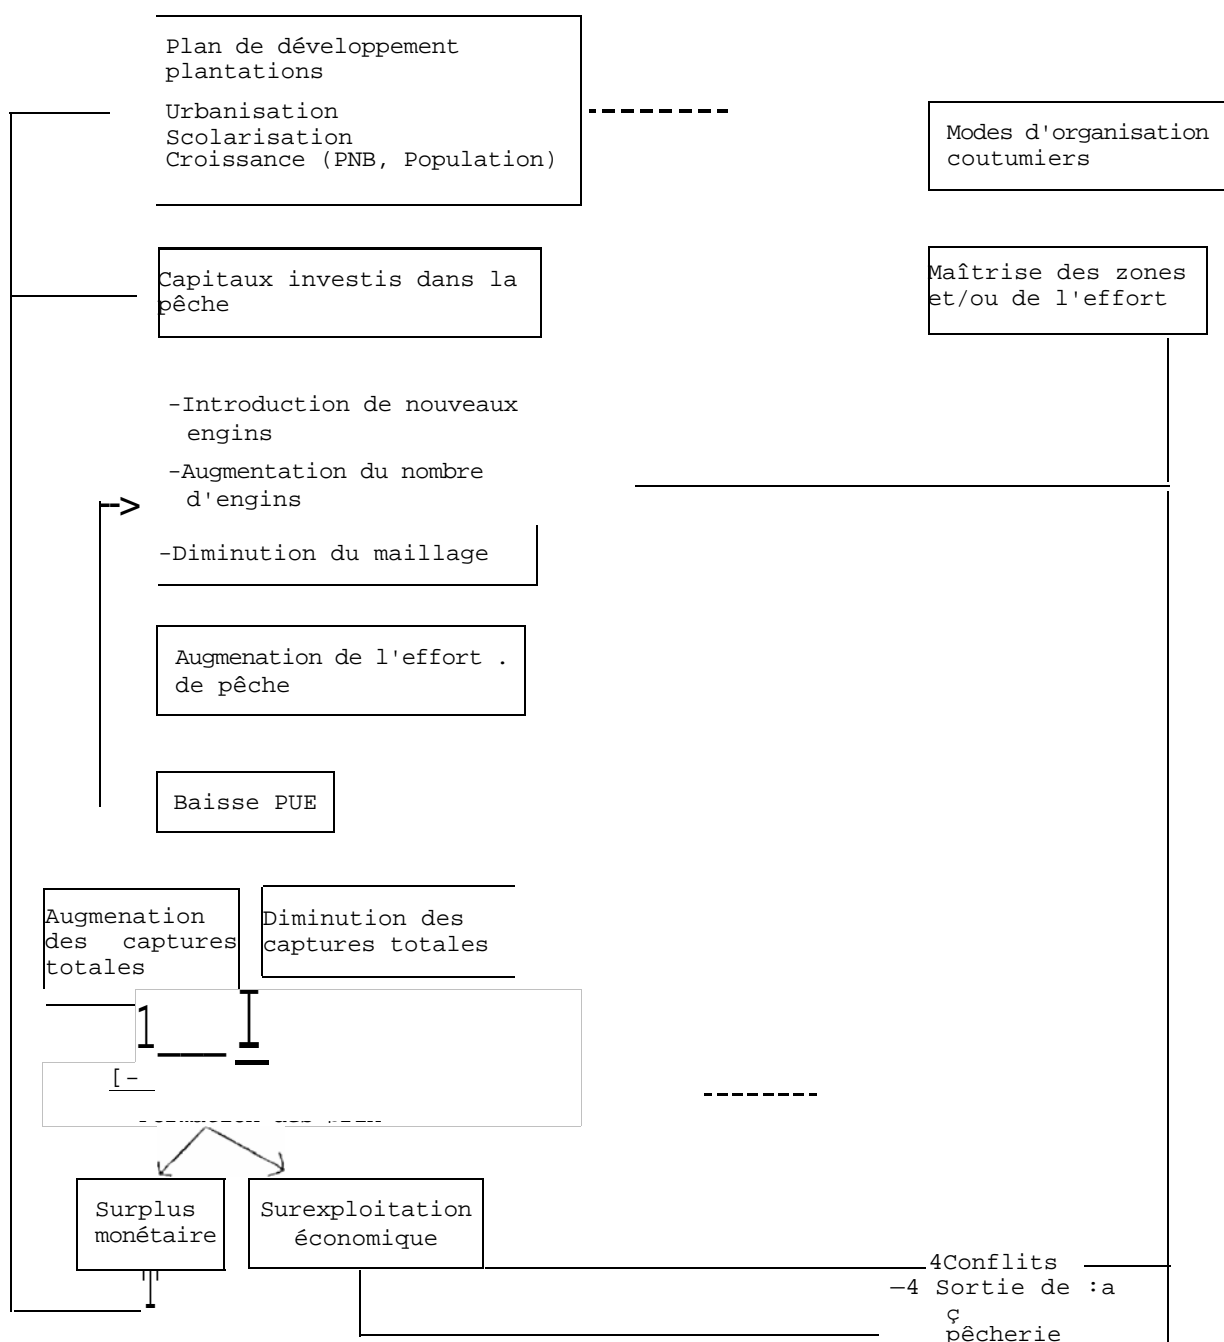 Plan de développement
plantations
Urbanisation
Scolarisation
Croissance (PNB, Population)
Modes d'organisation
coutumiers
Capitaux investis dans la
pêche
Maîtrise des zones
et/ou de l'effort
-Introduction de nouveaux
engins
-Augmentation du nombre
d'engins
-->
-Diminution du maillage
Augmenation de l'effort .
de pêche
Baisse PUE
Augmenation
des captures
totales
Diminution des
captures totales
1___I
[-
Surplus
monétaire
Surexploitation
économique
4Conflits
—4 Sortie de :a
ç
pêcherie